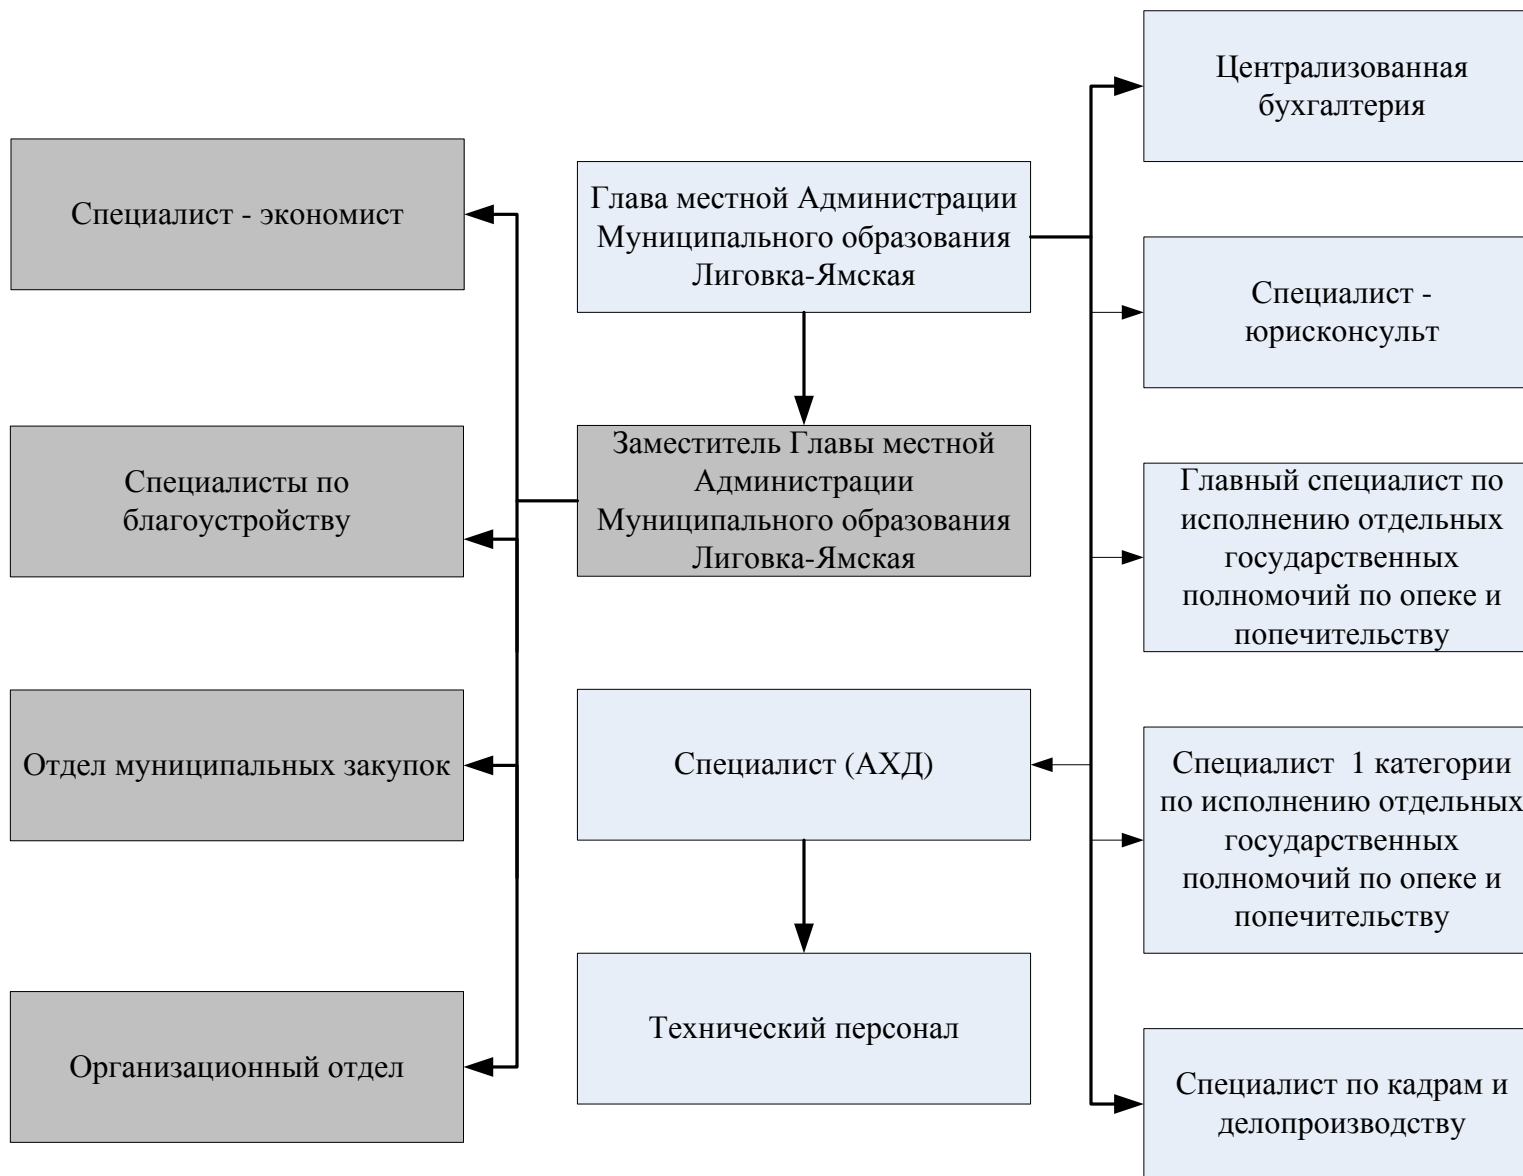 Централизованная
бухгалтерия
Специалист - экономист
Глава местной Администрации
Муниципального образования
Лиговка-Ямская
Специалист -
юрисконсульт
Специалисты по
благоустройству
Заместитель Главы местной
Администрации
Муниципального образования
Лиговка-Ямская
Главный специалист по
исполнению отдельных
государственных
полномочий по опеке и
попечительству
Отдел муниципальных закупок
Специалист (АХД)
Специалист  1 категории
по исполнению отдельных
государственных
полномочий по опеке и
попечительству
Организационный отдел
Технический персонал
Специалист по кадрам и
делопроизводству